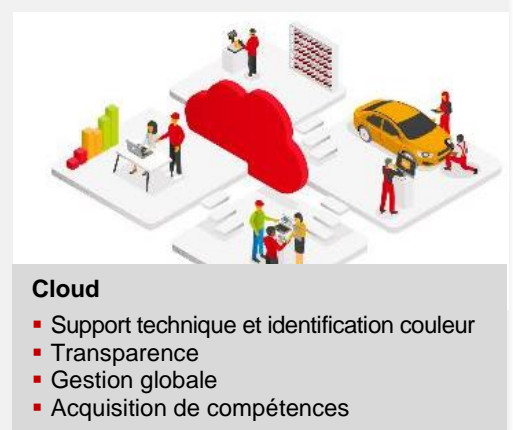 Cloud
▪ Support technique et identification couleur
▪ Transparence
▪ Gestion globale
▪ Acquisition de compétences